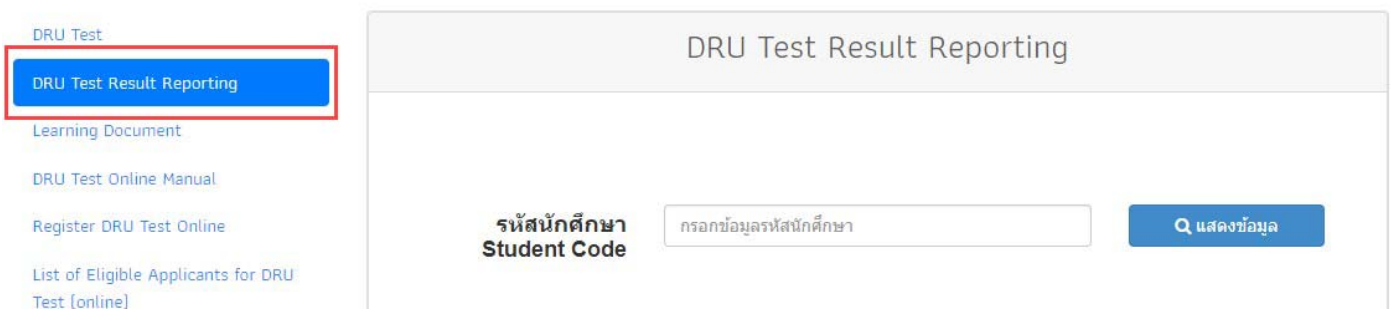 DRU Test
DRU Test Result Reporting
Learning Document
DRU Test Online Manual
Register DRU Test Online
List of Eligible Applicants for DRU
Test [online]
DRU Test Result Reporting
รหัสนักศึกษา
Student Code
กรอกข้อมูลรหัสนักศึกษา
แสดงข้อมูล